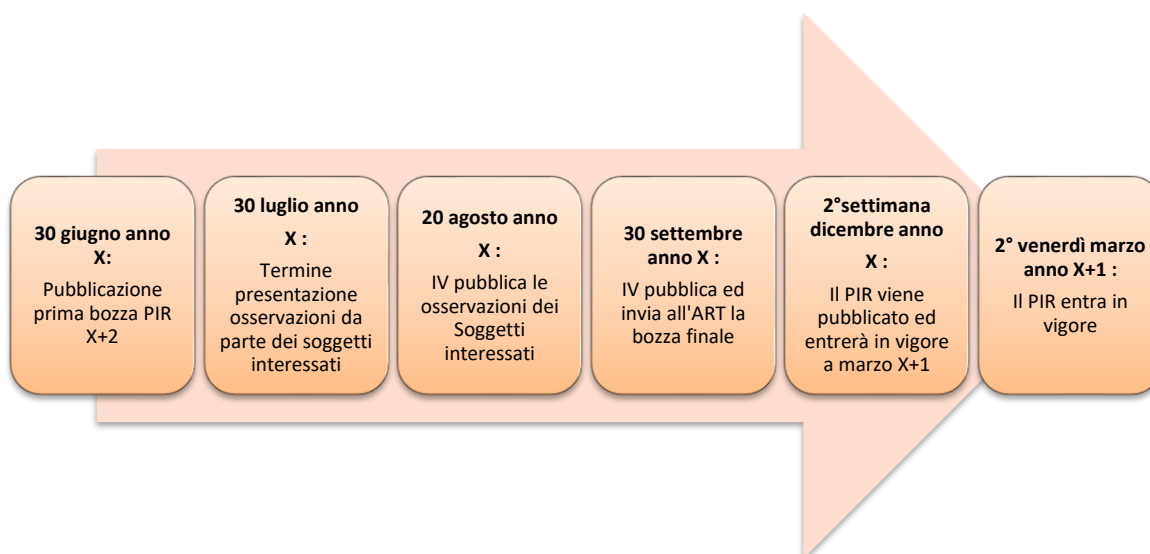 30 giugno anno
X:
Pubblicazione
prima bozza PIR
X+2
30 luglio anno
X :
Termine
presentazione
osservazioni da
parte dei soggetti
interessati
20 agosto anno
X :
IV pubblica le
osservazioni dei
Soggetti
interessati
30 settembre
anno X :
IV pubblica ed
invia all'ART la
bozza finale
2°settimana
dicembre anno
X :
Il PIR viene
pubblicato ed
entrerà in vigore
a marzo X+1
2° venerdì marzo
anno X+1 :
Il PIR entra in
vigore